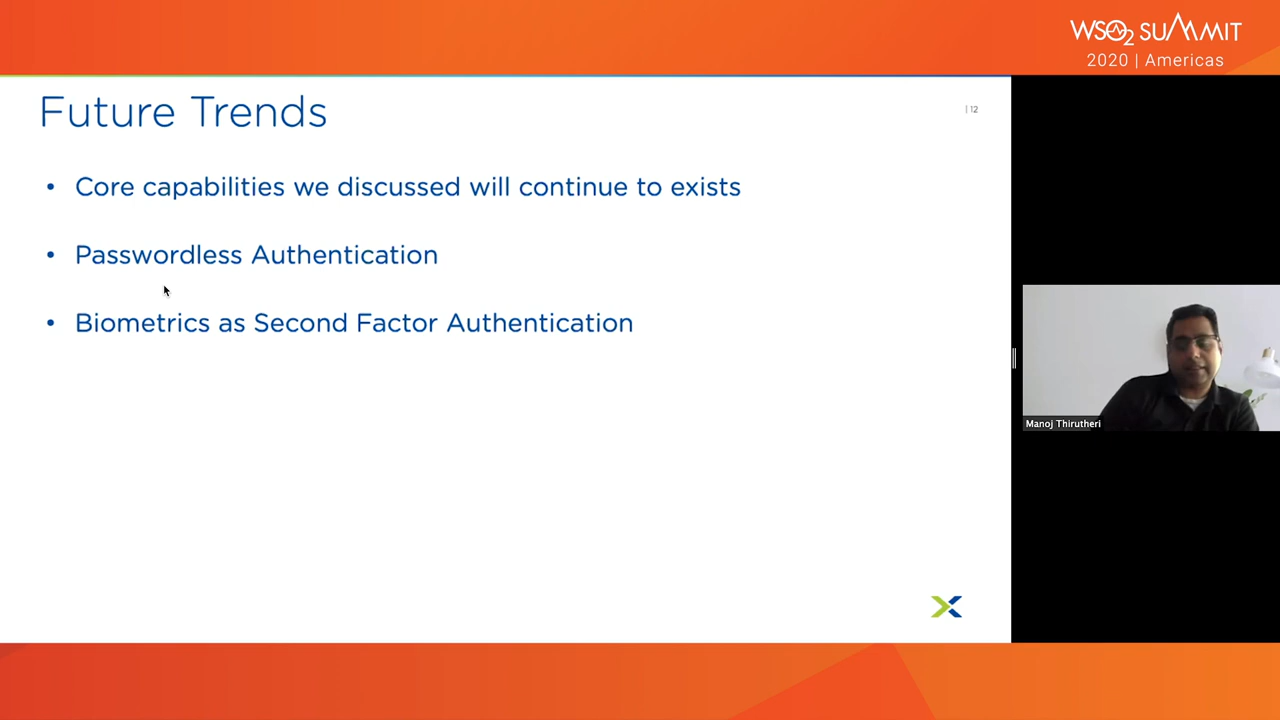 WSO2 SUMMIT
2020 | Americas
Future Trends
| 12
• Core capabilities we discussed will continue to exists
• Passwordless Authentication
• Biometrics as Second Factor Authentication
Manoj Thirutheri